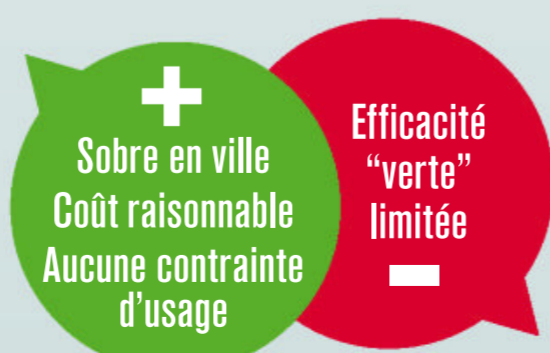 +
Sobre en ville
Coût raisonnable
Aucune contrainte
d’usage
Efficacité
“verte”
limitée
-